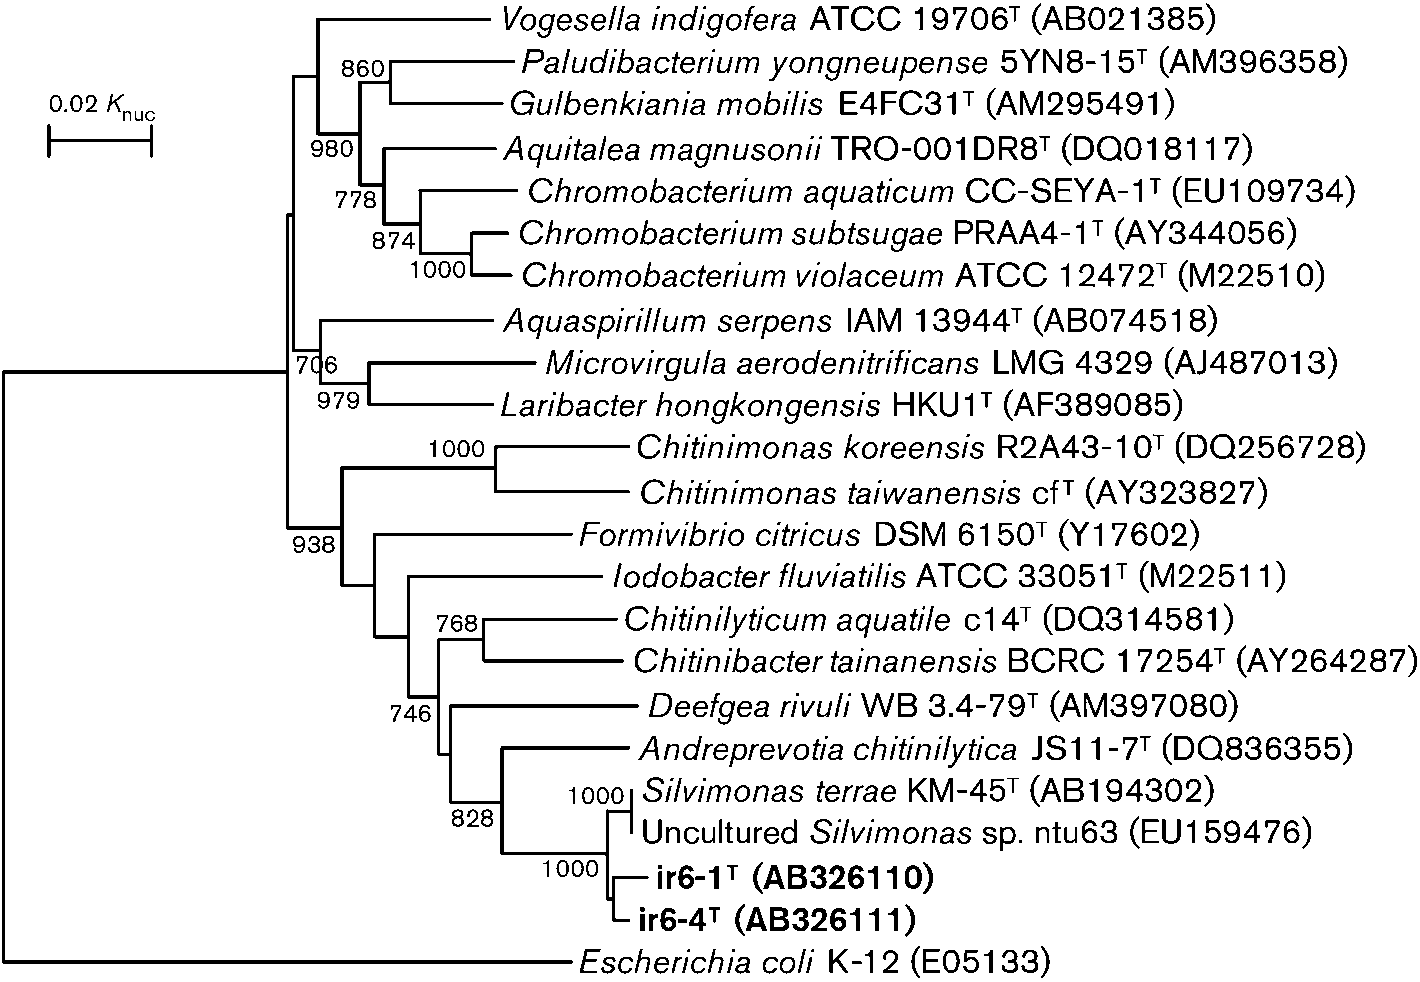 Vogesella indigofera ATCC 19706ᵀ (AB021385)
860
Paludibacterium yongneupense 5YN8-15ᵀ (AM396358)
0.02 Knuc
Gulbenkiania mobilis E4FC31ᵀ (AM295491)
980
Aquitalea magnusonii TRO-001DR8ᵀ (DQ018117)
778
Chromobacterium aquaticum CC-SEYA-1ᵀ (EU109734)
874
Chromobacterium subtsugae PRAA4-1ᵀ (AY344056)
1000
Chromobacterium violaceum ATCC 12472ᵀ (M22510)
Aquaspirillum serpens IAM 13944ᵀ (AB074518)
706
Microvirgula aerodenitrificans LMG 4329 (AJ487013)
979
Laribacter hongkongensis HKU1ᵀ (AF389085)
1000
Chitinimonas koreensis R2A43-10ᵀ (DQ256728)
Chitinimonas taiwanensis cfᵀ (AY323827)
938
Formivibrio citricus DSM 6150ᵀ (Y17602)
Iodobacter fluviatilis ATCC 33051ᵀ (M22511)
768
Chitinilyticum aquatile c14ᵀ (DQ314581)
Chitinibacter tainanensis BCRC 17254ᵀ (AY264287)
746
Deefgea rivuli WB 3.4-79ᵀ (AM397080)
Andreprevotia chitinilytica JS11-7ᵀ (DQ836355)
1000
Silvimonas terrae KM-45ᵀ (AB194302)
828
Uncultured Silvimonas sp. ntu63 (EU159476)
1000
ir6-1ᵀ (AB326110)
ir6-4ᵀ (AB326111)
Escherichia coli K-12 (E05133)